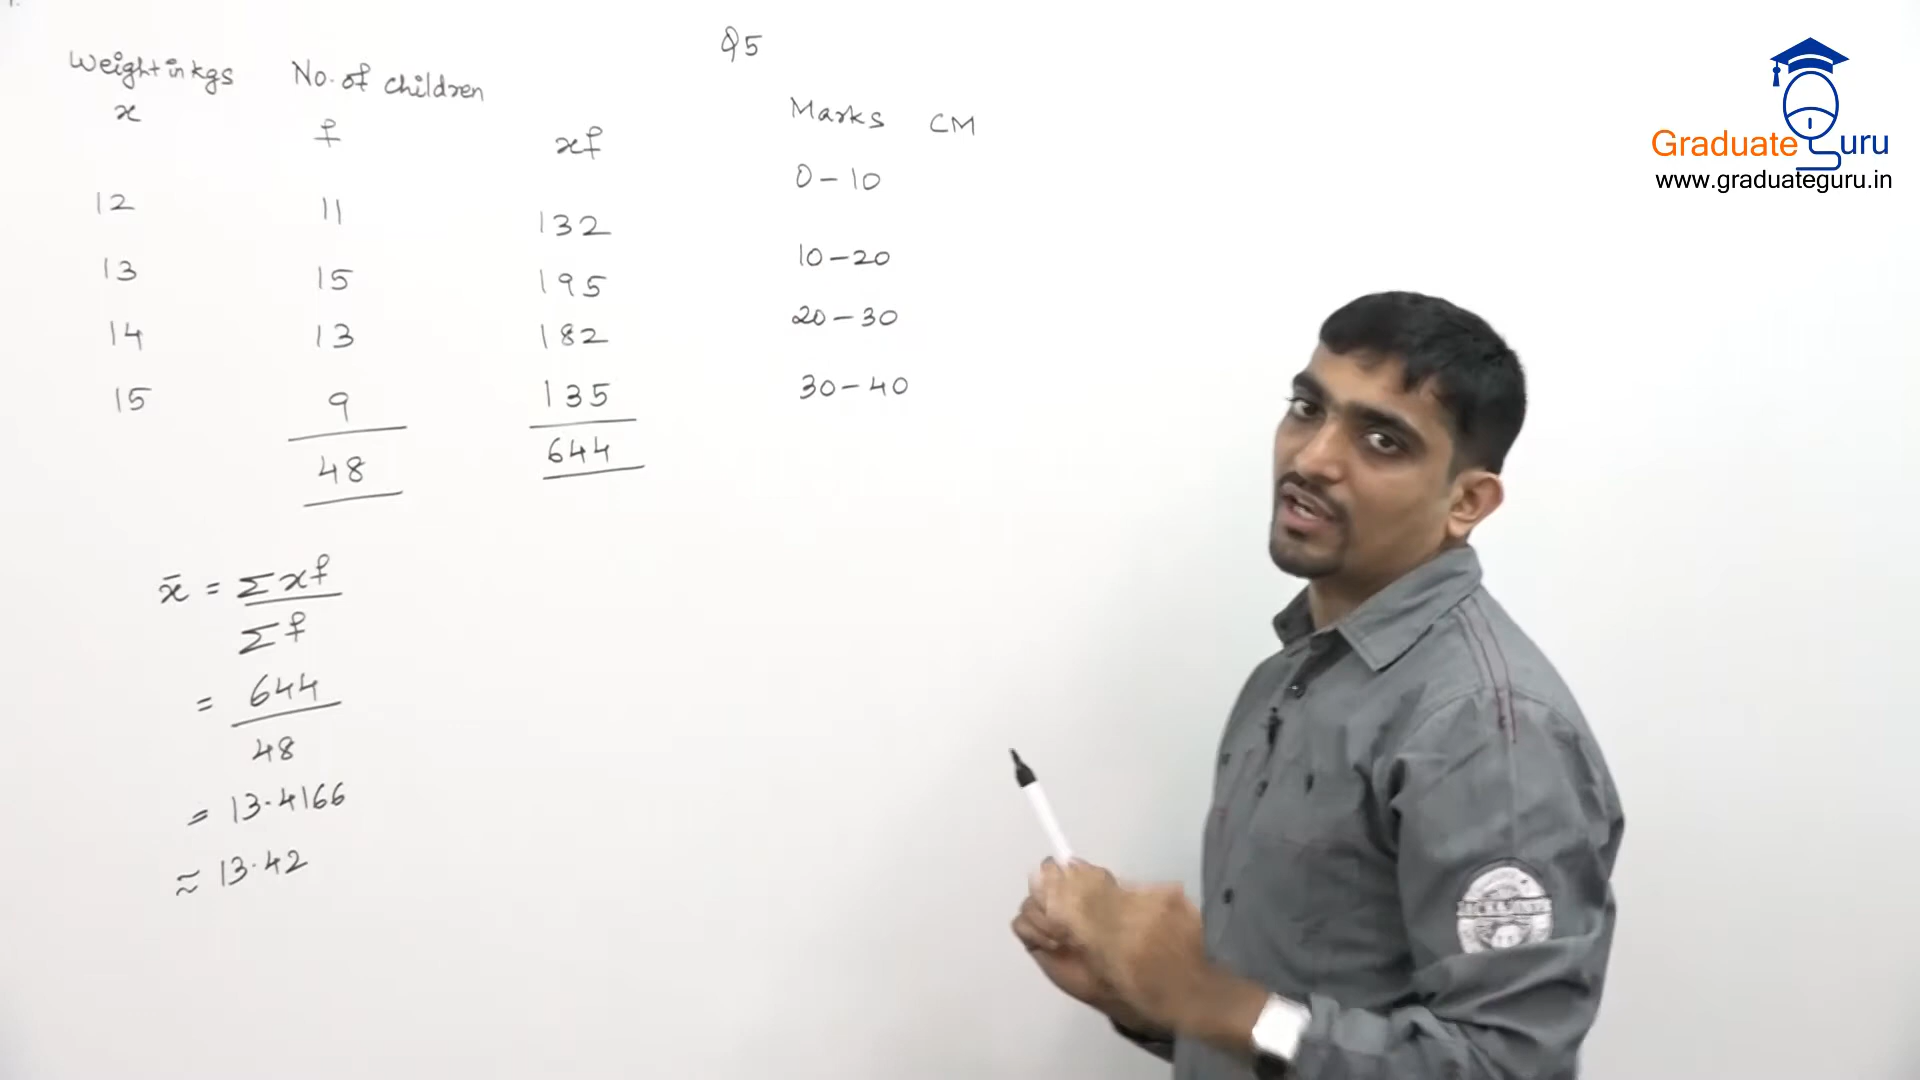 Weight in kgs No. of children
x f xf
12 11 132
13 15 195
14 13 182
15 9 135
48 644
x̄ = Σxf
Σf
= 644
48
= 13.4166
≈ 13.42
Q5
Marks CM
0-10
10-20
20-30
30-40
Graduate Guru
www.graduateguru.in